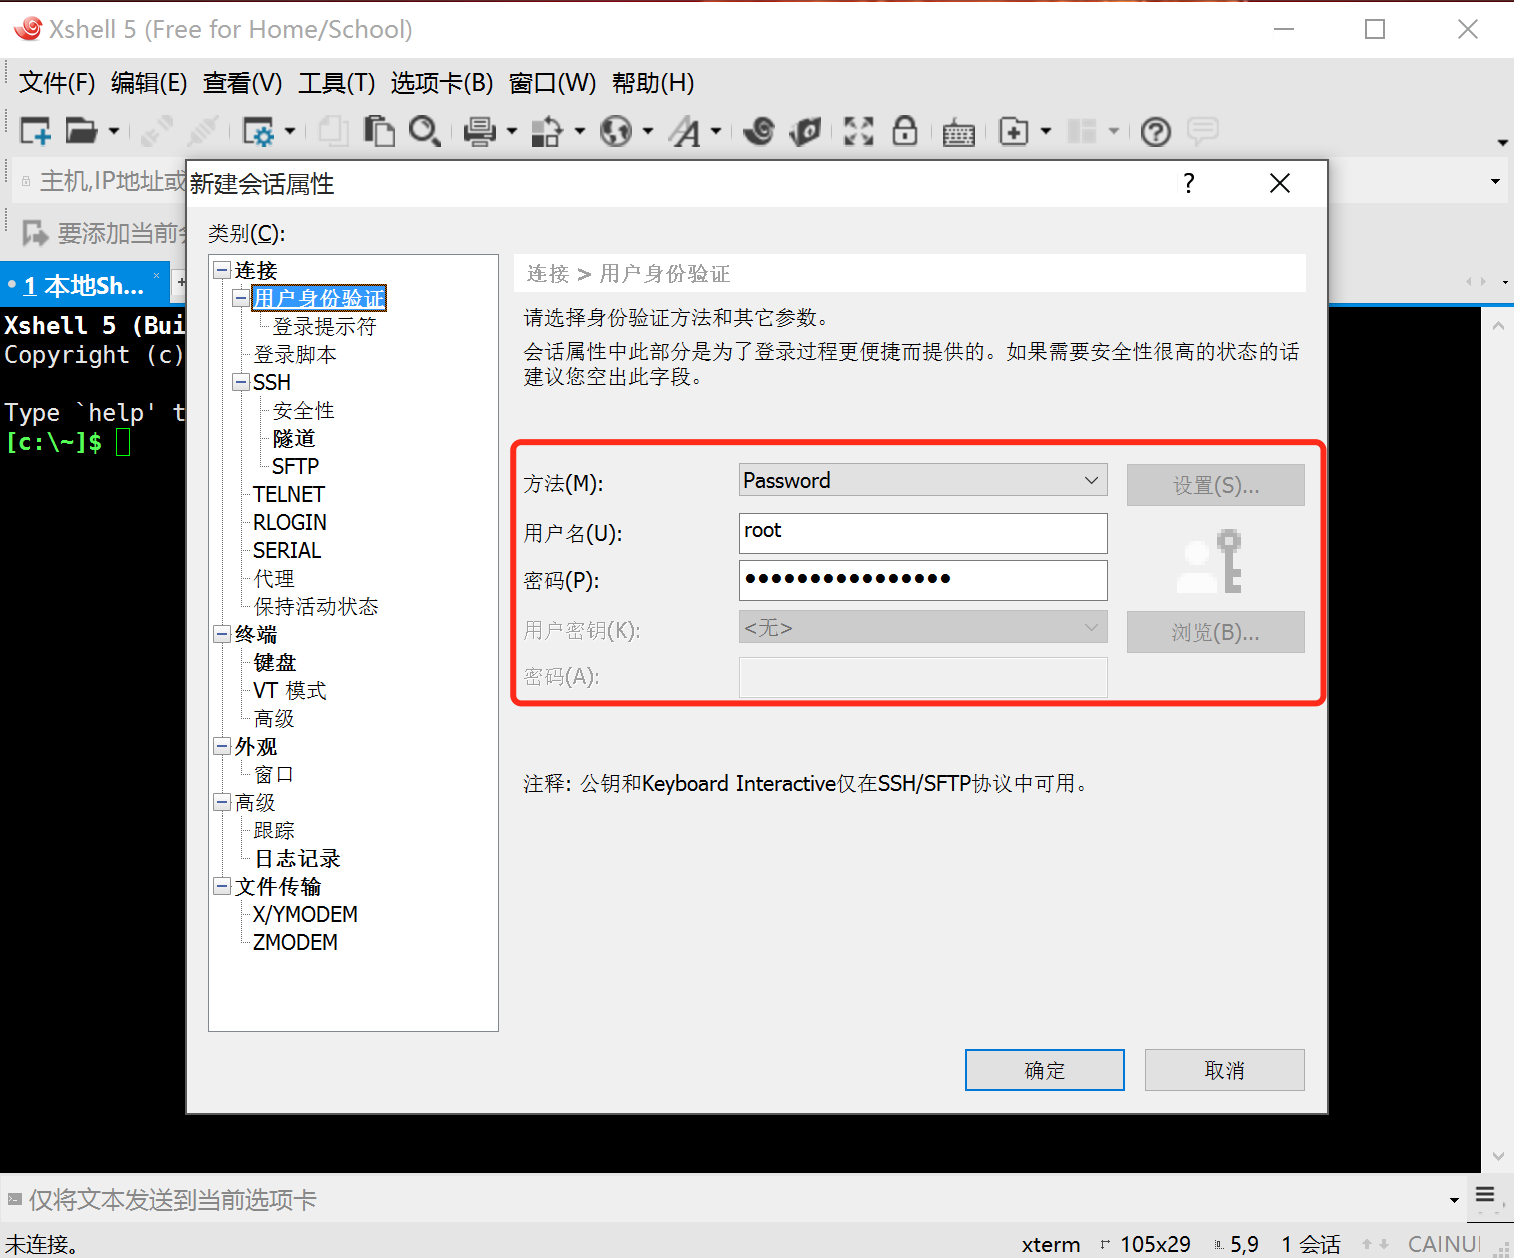 Xshell 5 (Free for Home/School)
文件(F) 编辑(E) 查看(V) 工具(T) 选项卡(B) 窗口(W) 帮助(H)
主机,IP地址或
要添加当前
1 本地Sh...
Xshell 5 (Bui
Copyright (c)
Type `help' t
[c:\~]$
新建会话属性
类别(C):
连接
用户身份验证
登录提示符
登录脚本
SSH
安全性
隧道
SFTP
TELNET
RLOGIN
SERIAL
代理
保持活动状态
终端
键盘
VT 模式
高级
外观
窗口
高级
跟踪
日志记录
文件传输
X/YMODEM
ZMODEM
连接 > 用户身份验证
请选择身份验证方法和其它参数。
会话属性中此部分是为了登录过程更便捷而提供的。如果需要安全性很高的状态的话
建议您空出此字段。
方法(M): Password 设置(S)...
用户名(U): root
密码(P): ●●●●●●●●●●●●●●●●
用户密钥(K): <无> 浏览(B)...
密码(A):
注释: 公钥和Keyboard Interactive仅在SSH/SFTP协议中可用。
确定 取消
仅将文本发送到当前选项卡
未连接。 xterm 105x29 5,9 1 会话 CAINU